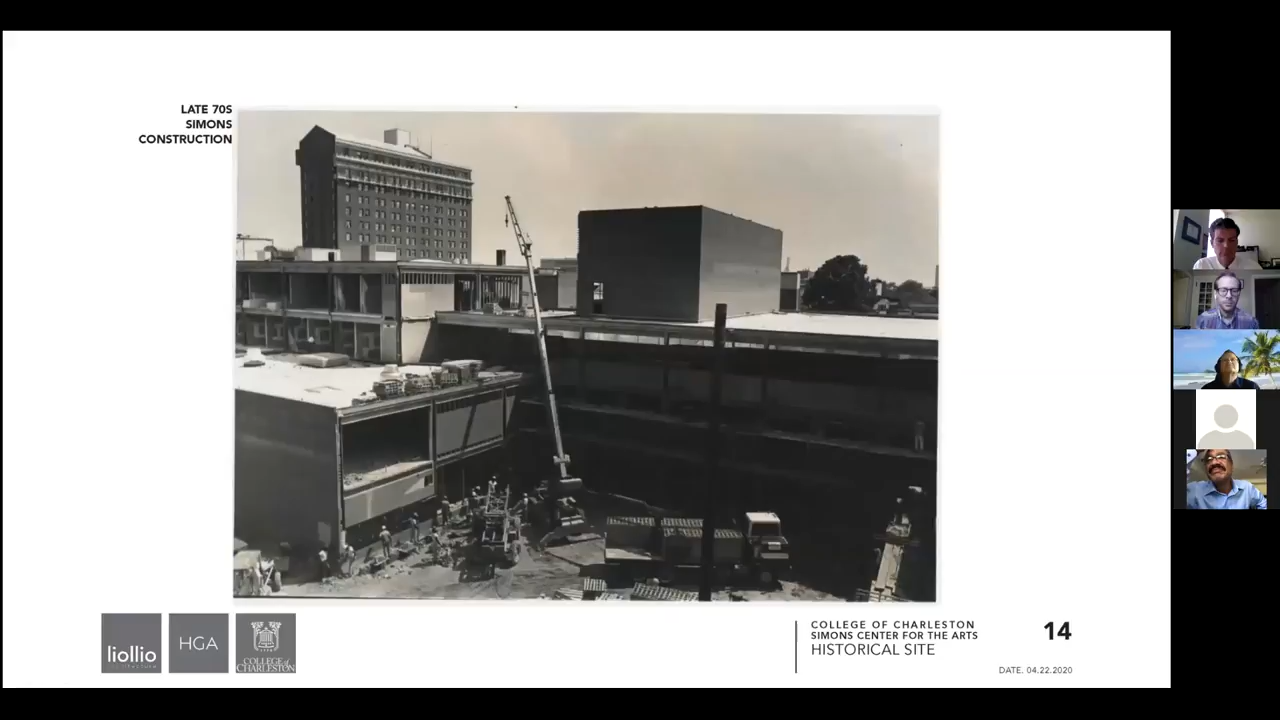 LATE 70S
SIMONS
CONSTRUCTION
liollio
HGA
COLLEGE of
CHARLESTON
COLLEGE OF CHARLESTON
SIMONS CENTER FOR THE ARTS
HISTORICAL SITE
14
DATE. 04.22.2020